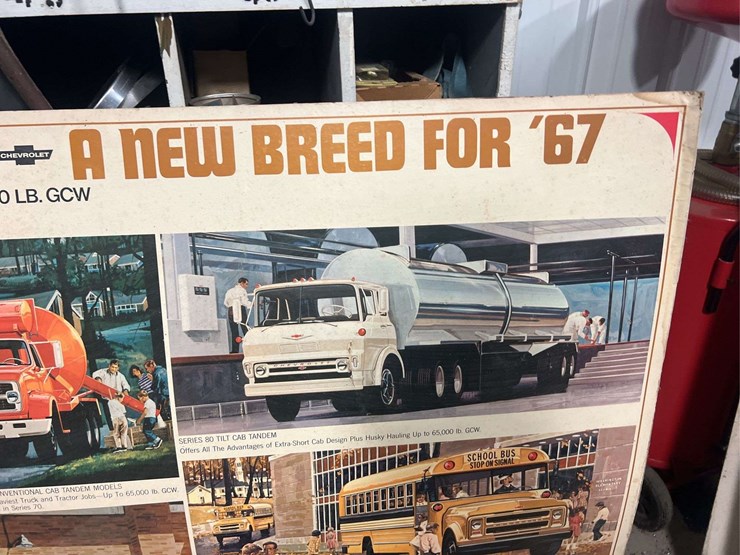 CHEVROLET
A NEW BREED FOR '67
0 LB. GCW
SERIES 80 TILT CAB TANDEM
Offers All The Advantages of Extra-Short Cab Design Plus Husky Hauling Up to 65,000 lb. GCW.
NVENTIONAL CAB TANDEM MODELS
aviest Truck and Tractor Jobs—Up To 65,000 lb. GCW.
in Series 70.
SCHOOL BUS
STOP ON SIGNAL